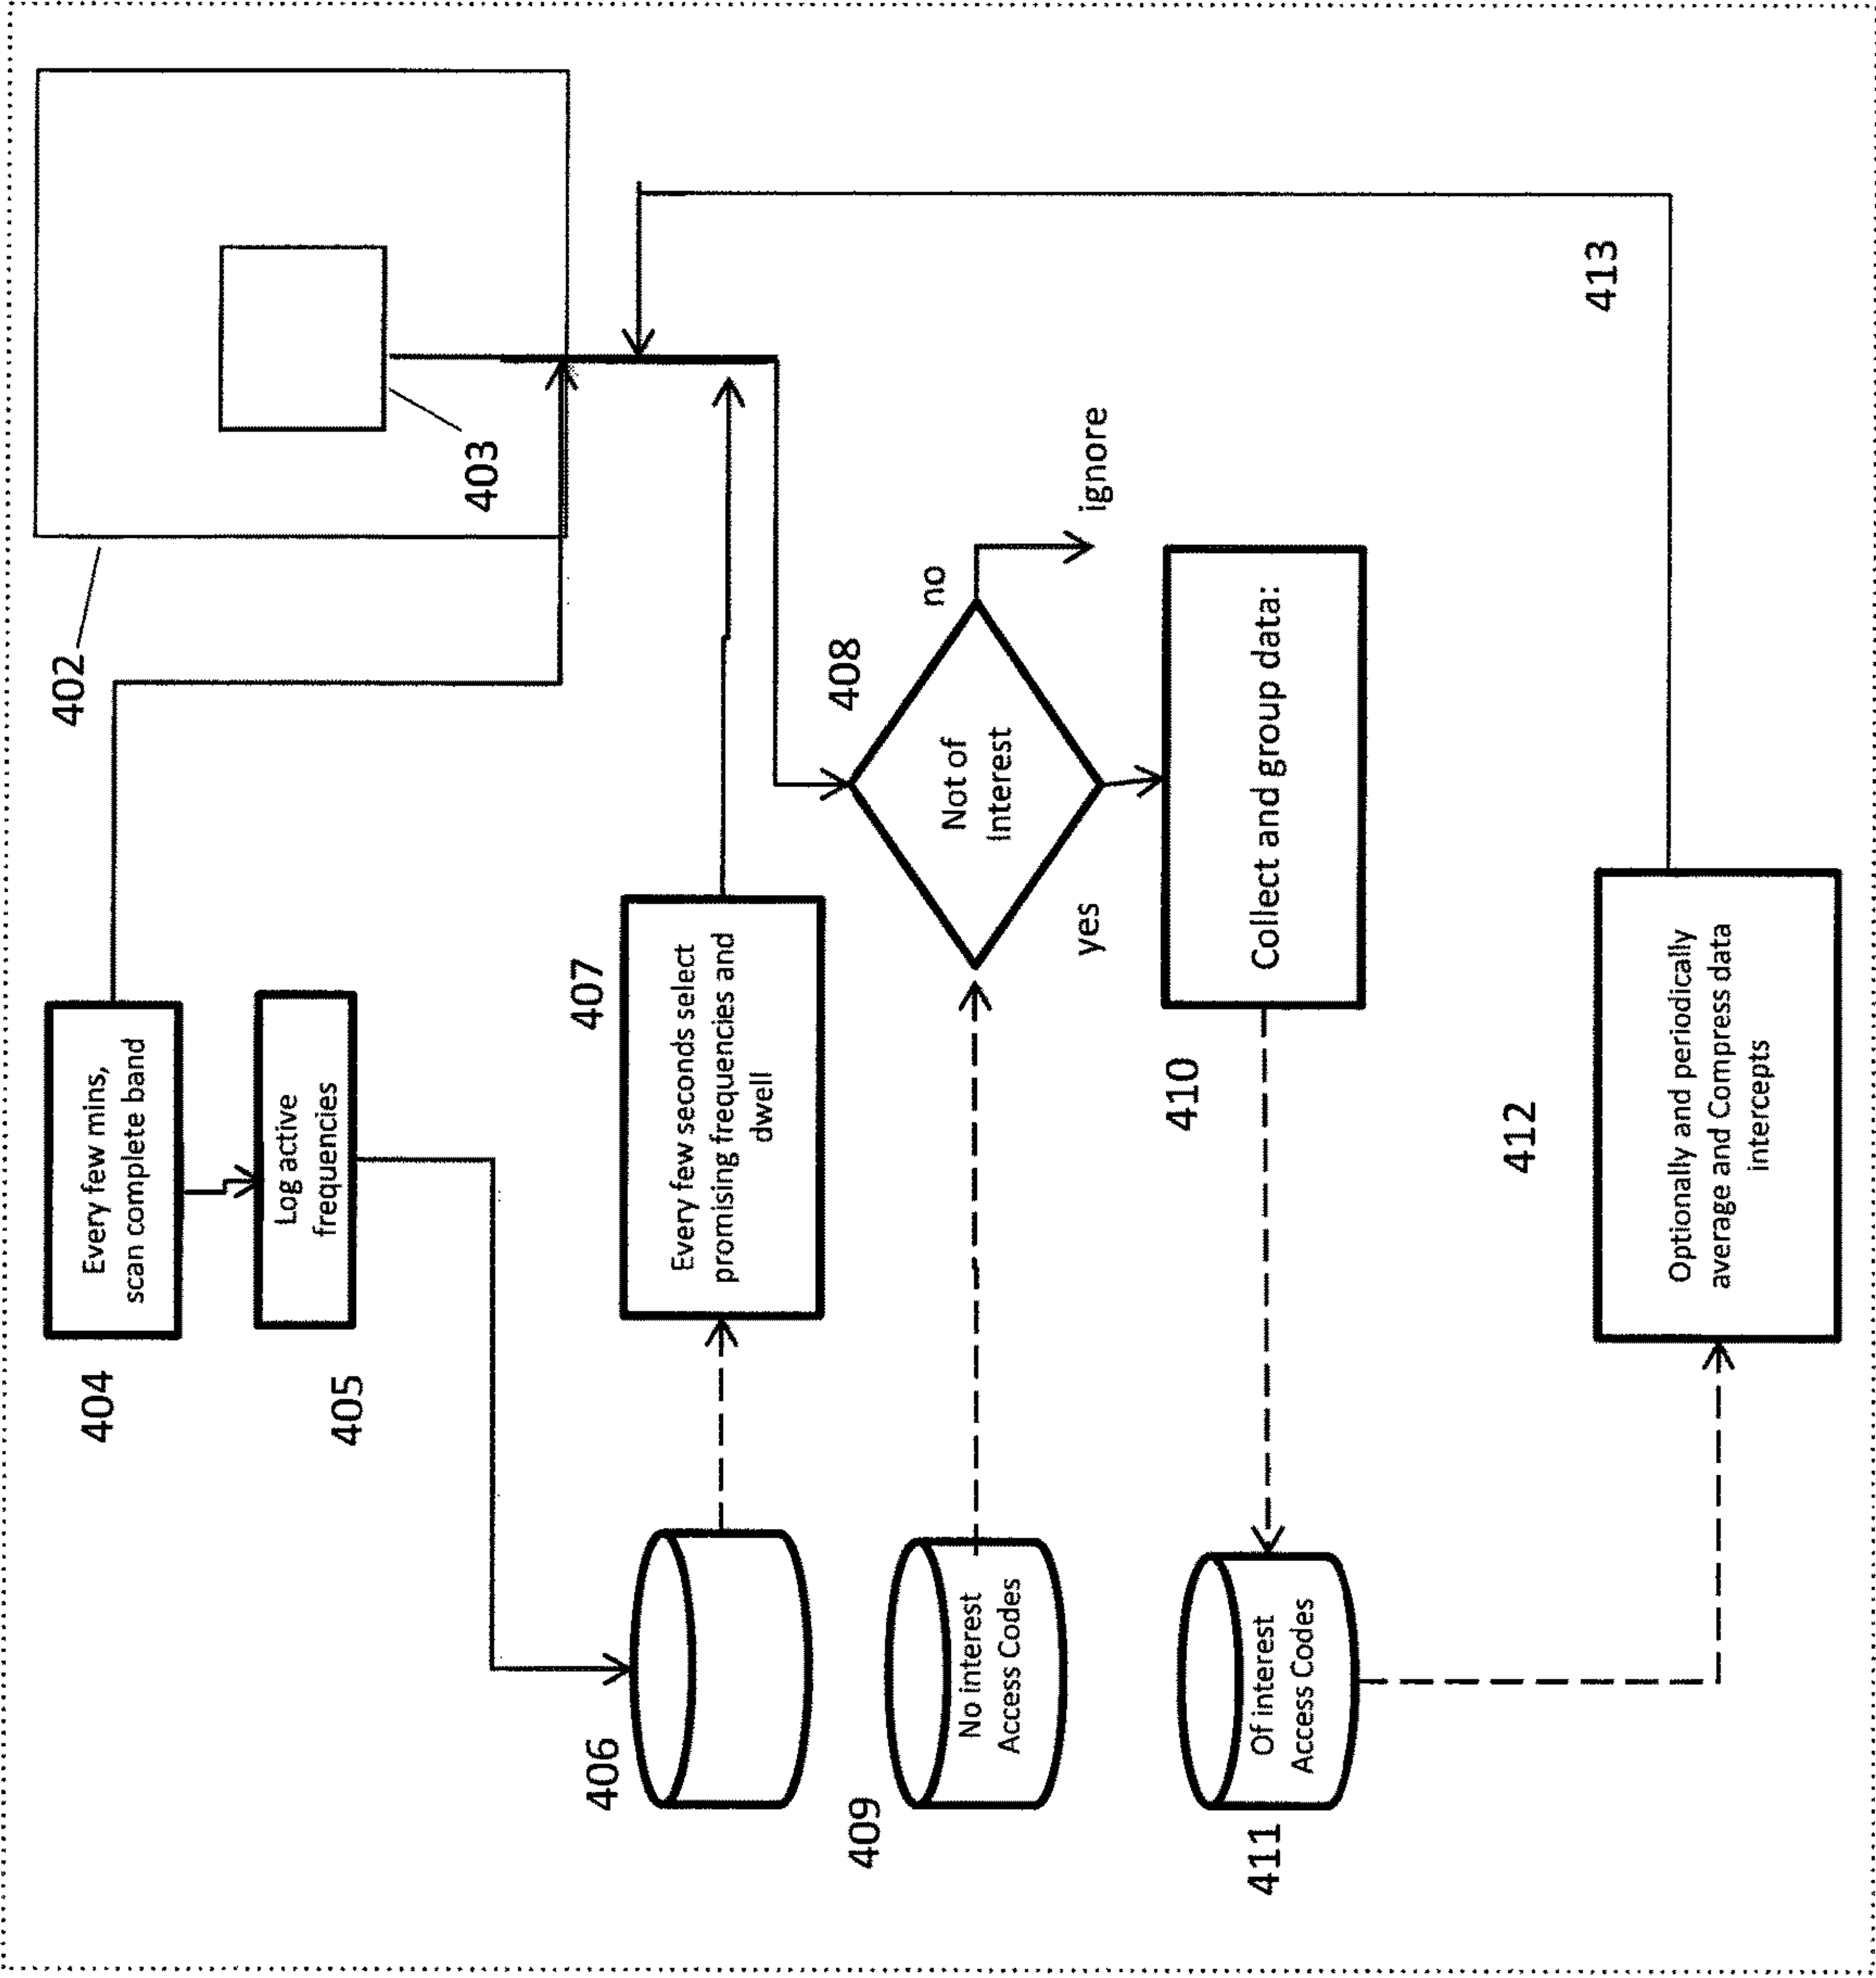 402
403
404
Every few mins,
scan complete band
405
Log active
frequencies
406
407
Every few seconds select
promising frequencies and
dwell
408
Not of
Interest
no
ignore
yes
409
No interest
Access Codes
410
Collect and group data:
411
Of interest
Access Codes
412
Optionally and periodically
average and Compress data
intercepts
413